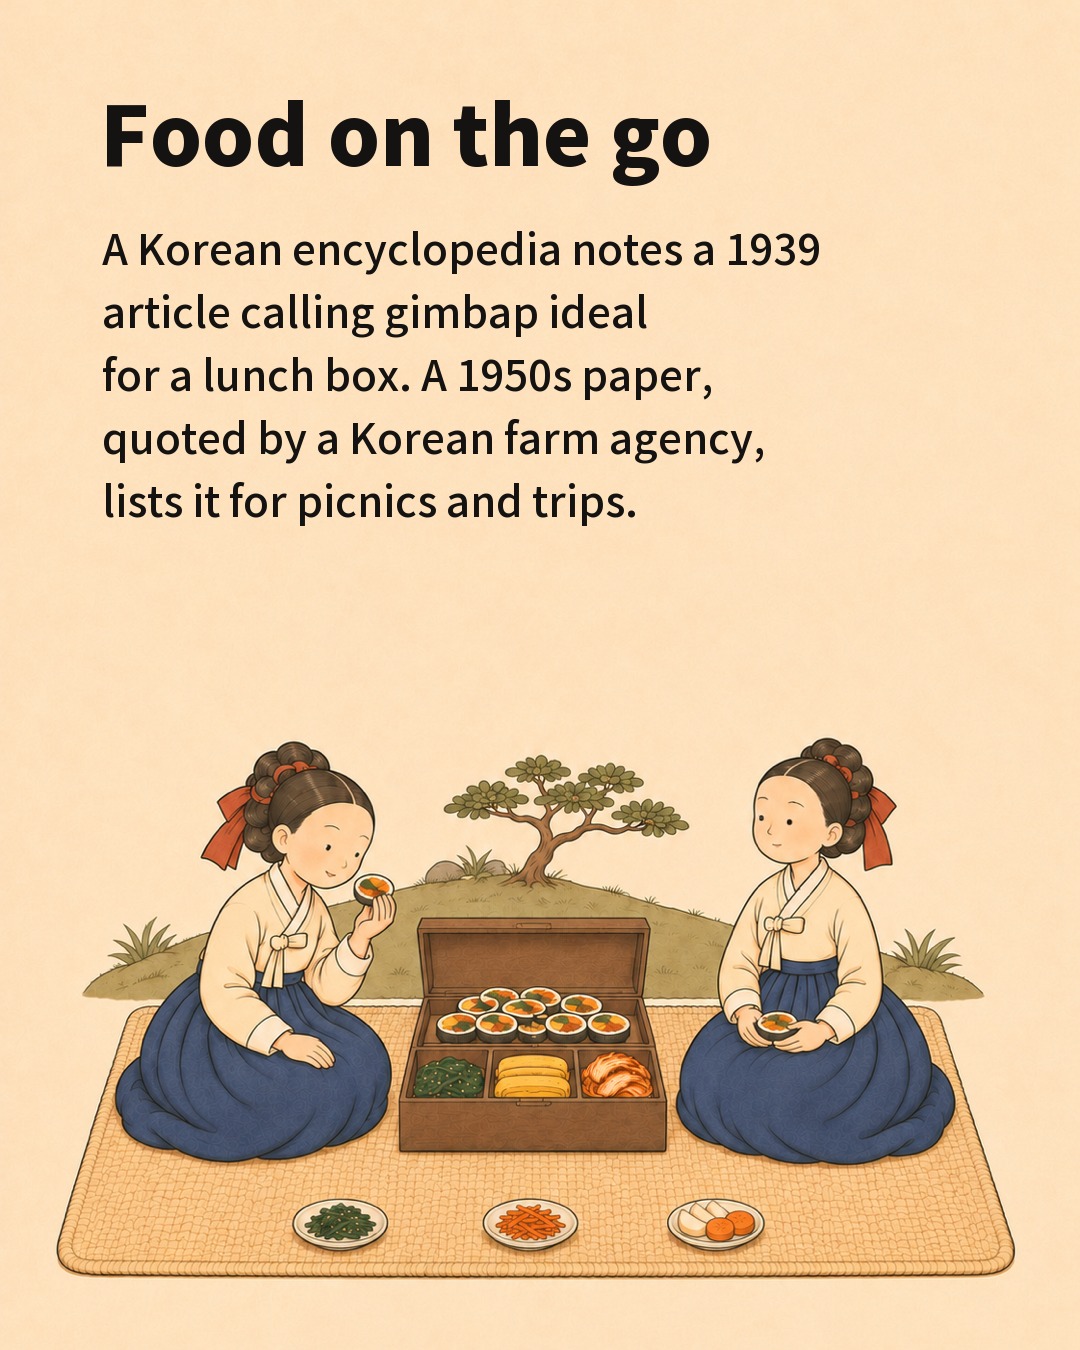 Food on the go
A Korean encyclopedia notes a 1939
article calling gimbap ideal
for a lunch box. A 1950s paper,
quoted by a Korean farm agency,
lists it for picnics and trips.